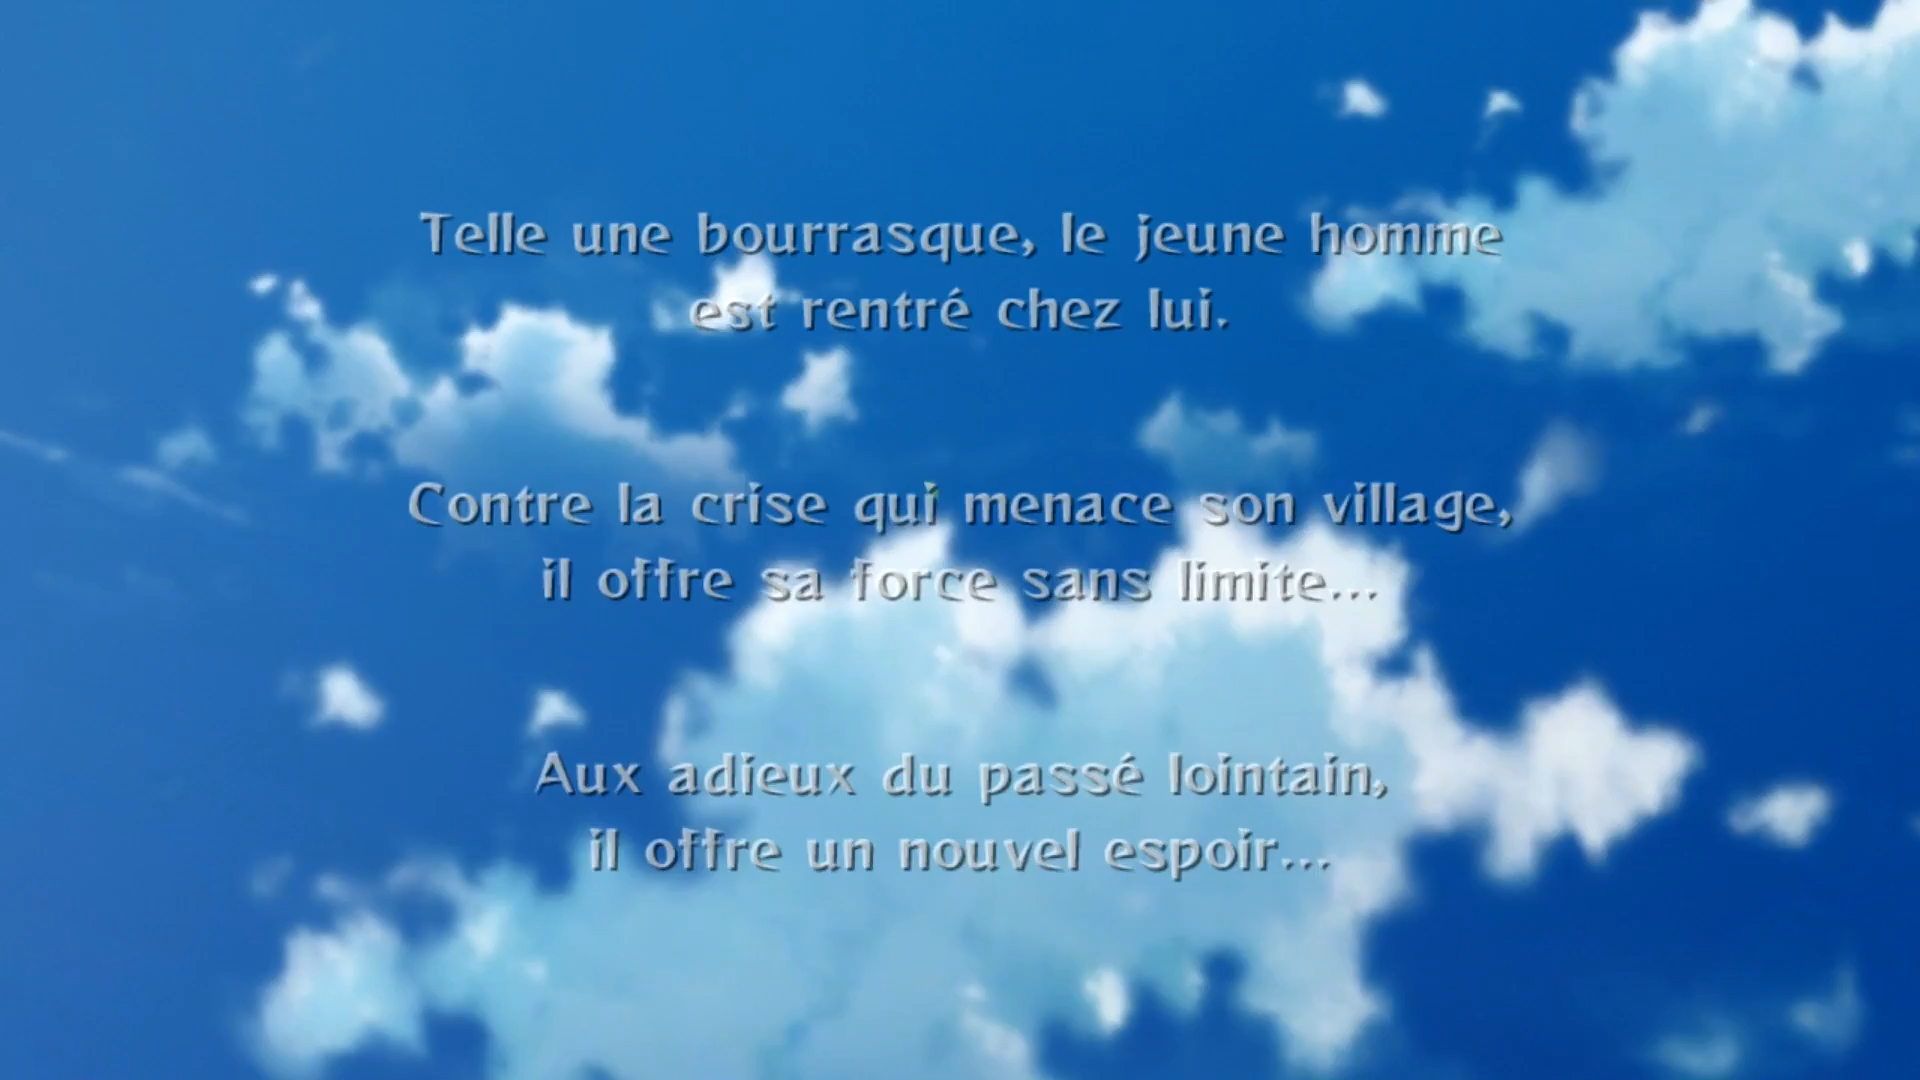 Telle une bourrasque, le jeune homme
est rentré chez lui.
Contre la crise qui menace son village,
il offre sa force sans limite...
Aux adieux du passé lointain,
il offre un nouvel espoir...